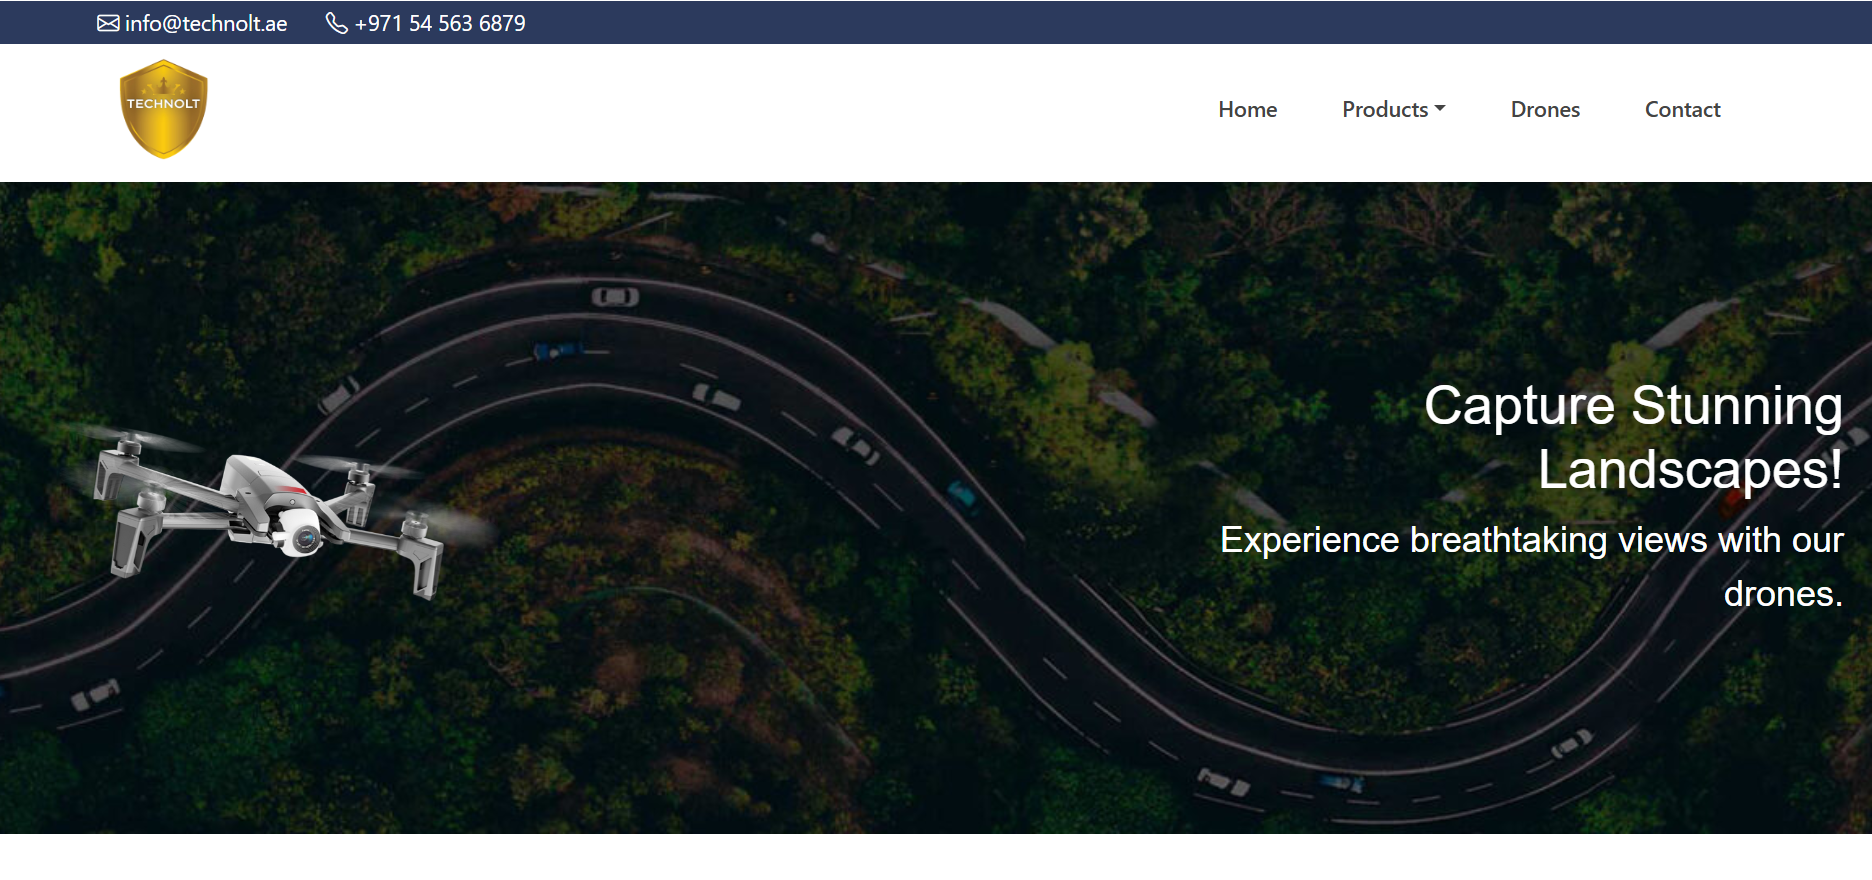 info@technolt.ae +971 54 563 6879
TECHNOLT
Home Products Drones Contact
Capture Stunning
Landscapes!
Experience breathtaking views with our
drones.